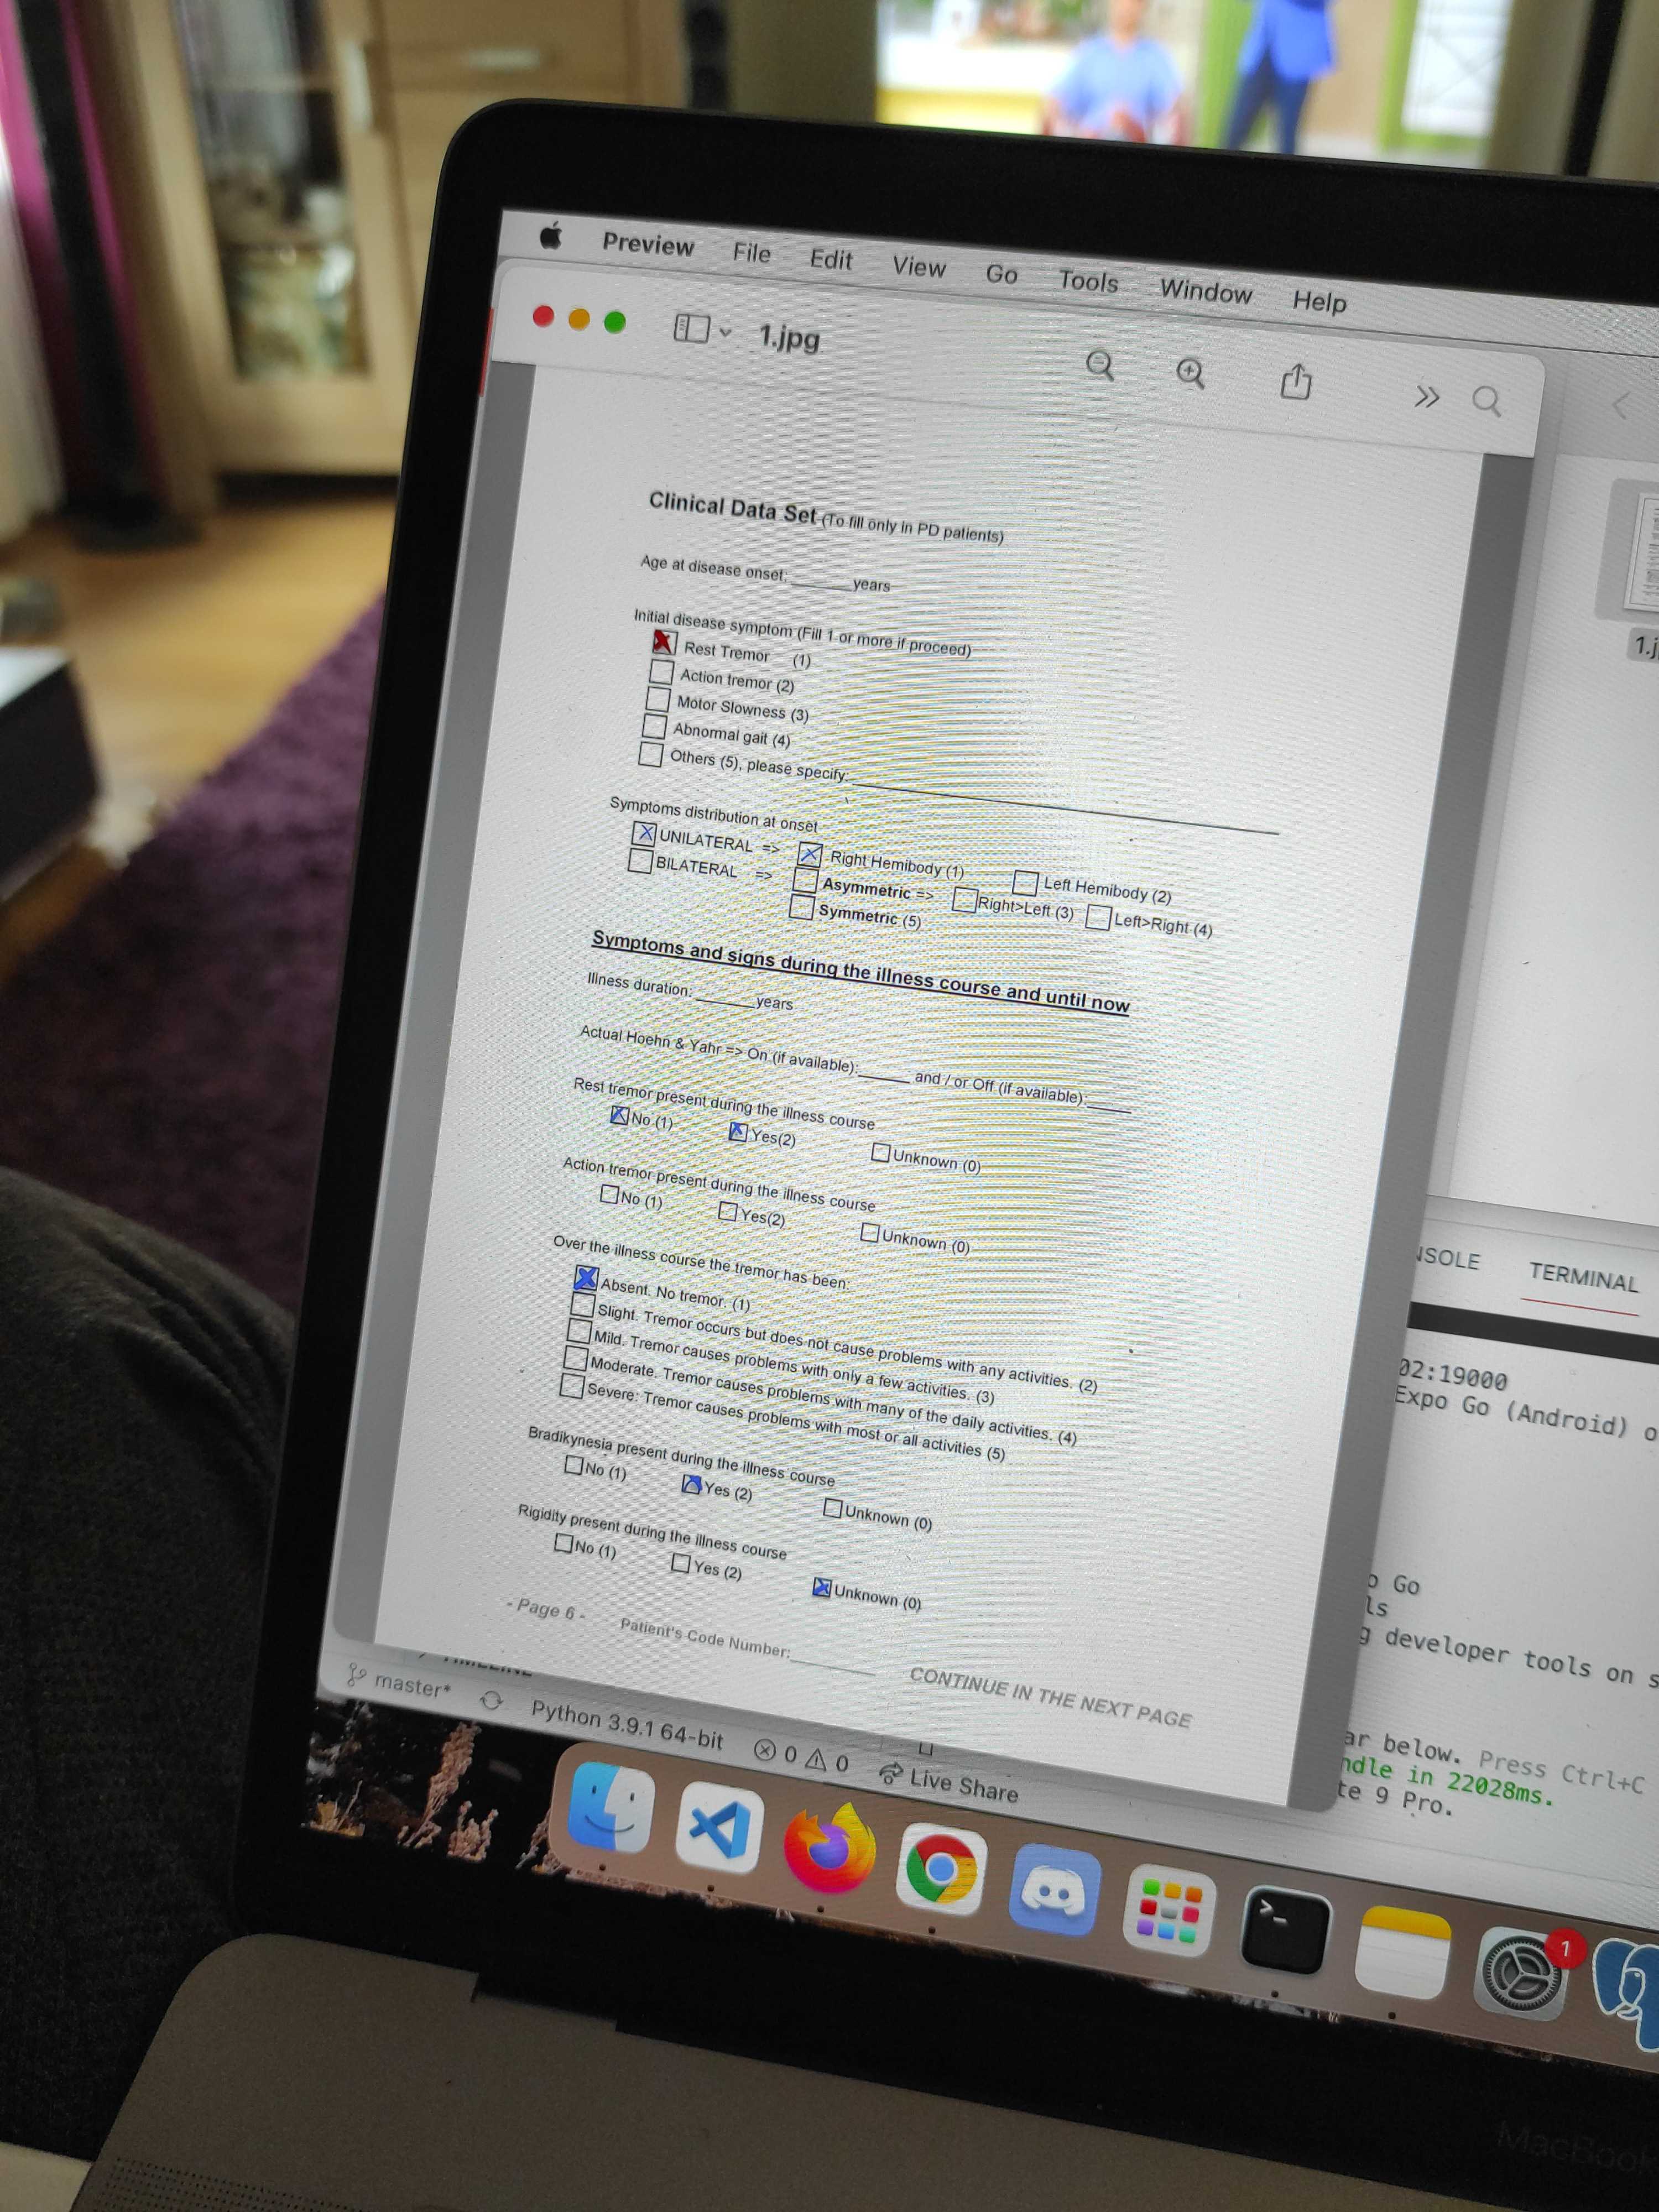 Preview File Edit View Go Tools Window Help
1.jpg
Clinical Data Set (To fill only in PD patients)
Age at disease onset: ______years
Initial disease symptom (Fill 1 or more if proceed)
Rest Tremor (1)
Action tremor (2)
Motor Slowness (3)
Abnormal gait (4)
Others (5), please specify:
Symptoms distribution at onset
UNILATERAL => Right Hemibody (1) Left Hemibody (2)
BILATERAL => Asymmetric => Right>Left (3) Left>Right (4)
Symmetric (5)
Symptoms and signs during the illness course and until now
Illness duration: ______years
Actual Hoehn & Yahr => On (if available):_____ and / or Off (if available):____
Rest tremor present during the illness course
No (1) Yes(2) Unknown (0)
Action tremor present during the illness course
No (1) Yes(2) Unknown (0)
Over the illness course the tremor has been:
Absent. No tremor. (1)
Slight. Tremor occurs but does not cause problems with any activities. (2)
Mild. Tremor causes problems with only a few activities. (3)
Moderate. Tremor causes problems with many of the daily activities. (4)
Severe: Tremor causes problems with most or all activities (5)
Bradikynesia present during the illness course
No (1) Yes (2) Unknown (0)
Rigidity present during the illness course
No (1) Yes (2) Unknown (0)
- Page 6 - Patient's Code Number:________ CONTINUE IN THE NEXT PAGE
master* Python 3.9.1 64-bit 0 0 Live Share
TERMINAL
02:19000
Expo Go (Android) o
Go
developer tools on s
below. Press Ctrl+C
in 22028ms.
9 Pro.
1
MacBook